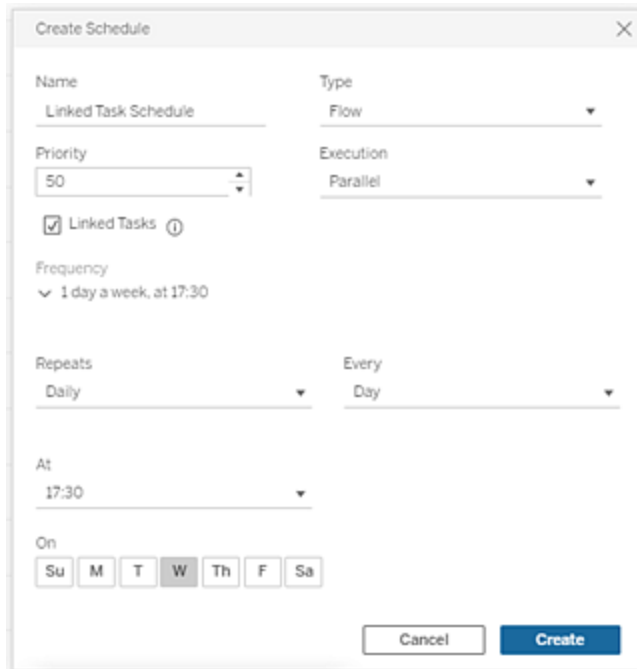 Create Schedule
Name
Type
Linked Task Schedule
Flow
Priority
Execution
50
Parallel
Linked Tasks
Frequency
1 day a week, at 17:30
Repeats
Every
Daily
Day
At
17:30
On
Su M T W Th F Sa
Cancel
Create